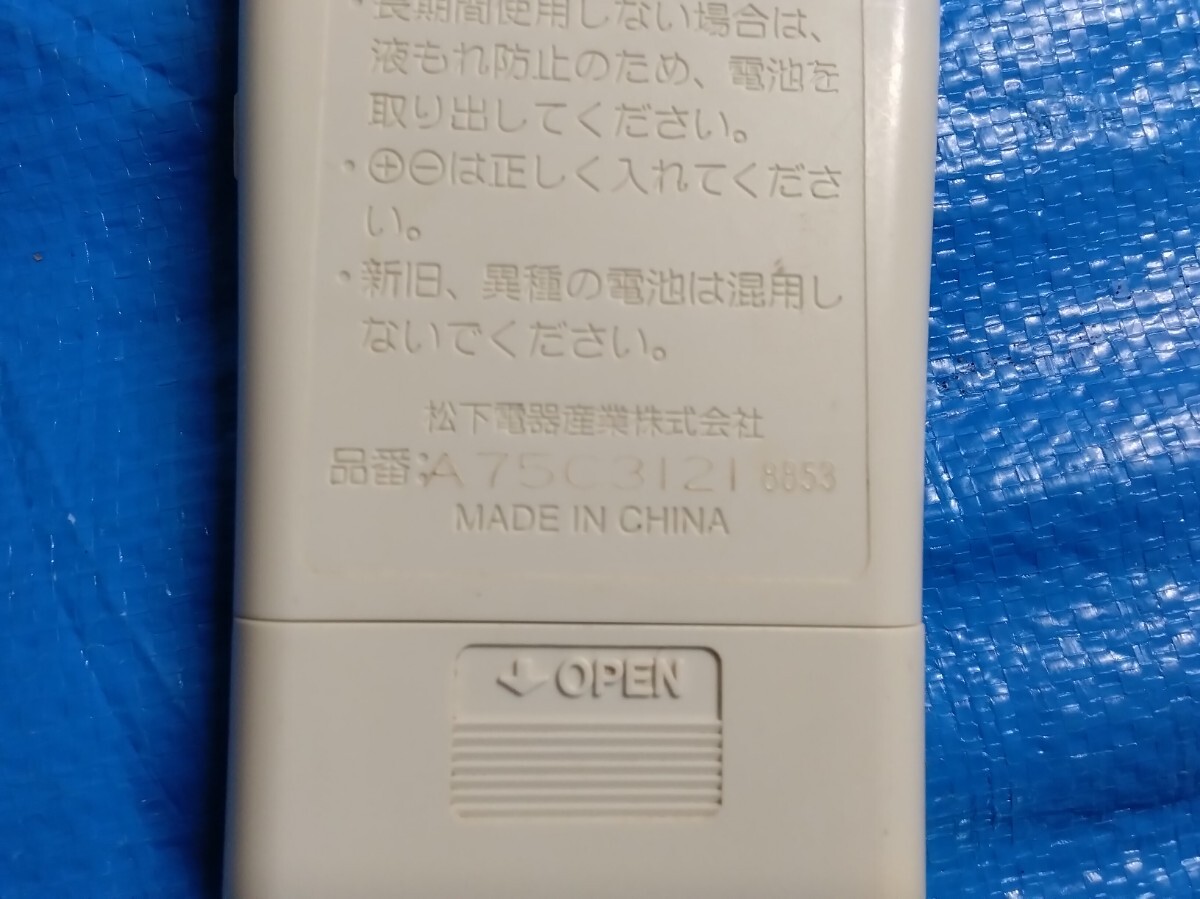 ・長期間使用しない場合は、
液もれ防止のため、電池を
取り出してください。
・⊕⊖は正しく入れてくださ
い。
・新旧、異種の電池は混用し
ないでください。
松下電器産業株式会社
品番:A75C3121 8853
MADE IN CHINA
OPEN